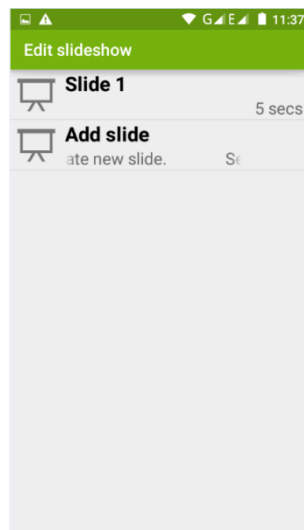 G E 11:37
Edit slideshow
Slide 1
5 secs
Add slide
ate new slide.